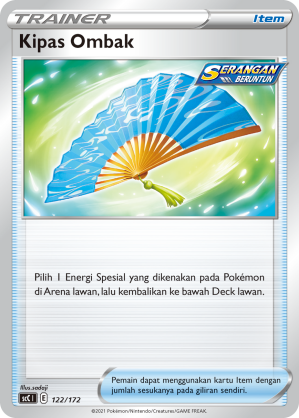 TRAINER Item
Kipas Ombak
SERANGAN
BERUNTUN
Pilih 1 Energi Spesial yang dikenakan pada Pokémon
di Arena lawan, lalu kembalikan ke bawah Deck lawan.
Illus.sadaji
sC1 I E 122/172
Pemain dapat menggunakan kartu Item dengan
jumlah sesukanya pada giliran sendiri.
©2021 Pokémon/Nintendo/Creatures/GAME FREAK.